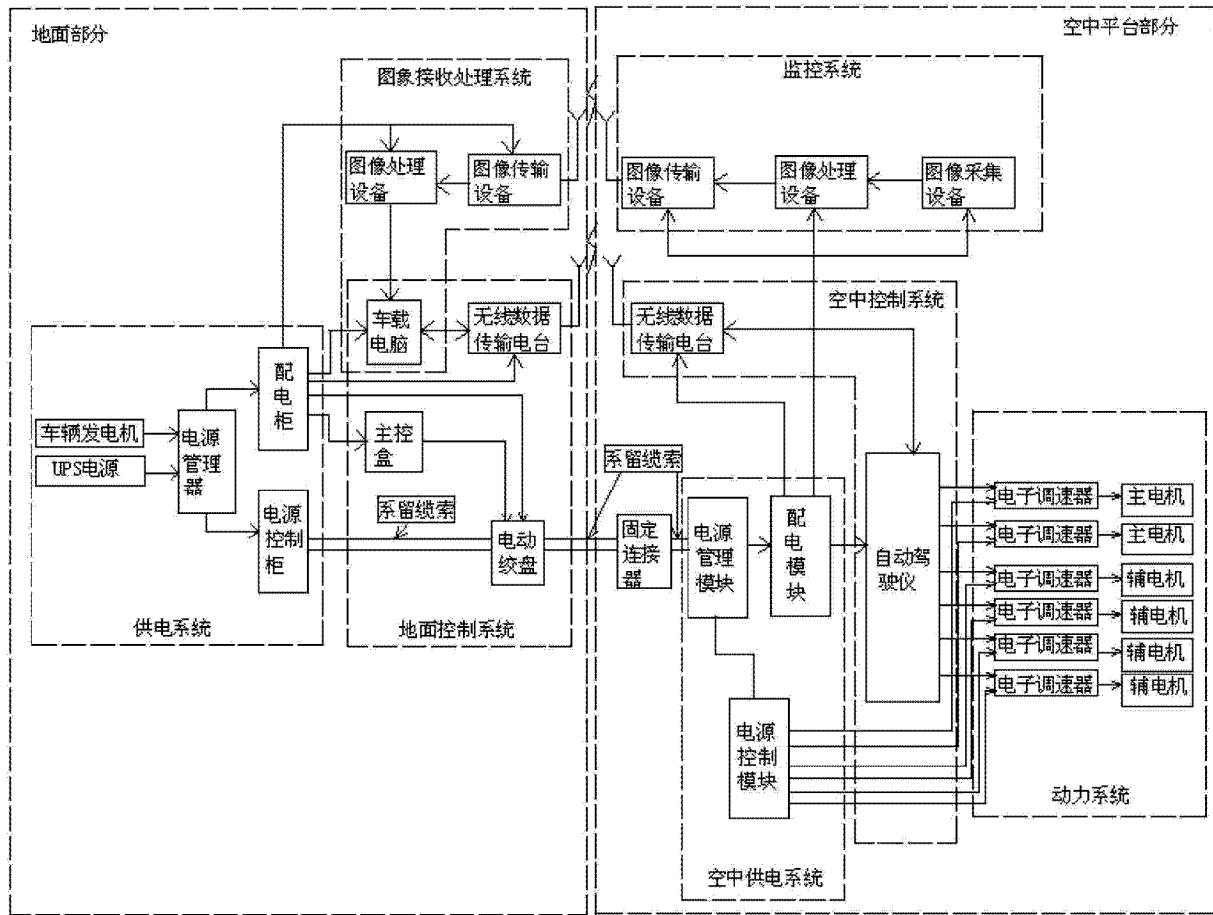 地面部分
图象接收处理系统
图像处理
设备
图像传输
设备
车载
电脑
无线数据
传输电台
配
电
柜
车辆发电机
UPS电源
电源
管理
器
主控
盒
系留缆索
电源
控制
柜
电动
绞盘
供电系统
地面控制系统
空中平台部分
监控系统
图像传输
设备
图像处理
设备
图像采集
设备
空中控制系统
无线数据
传输电台
系留缆索
固定
连接
器
电源
管理
模块
配
电
模
块
自动驾
驶仪
电子调速器
主电机
电子调速器
主电机
电子调速器
辅电机
电子调速器
辅电机
电子调速器
辅电机
电子调速器
辅电机
电源
控制
模块
动力系统
空中供电系统